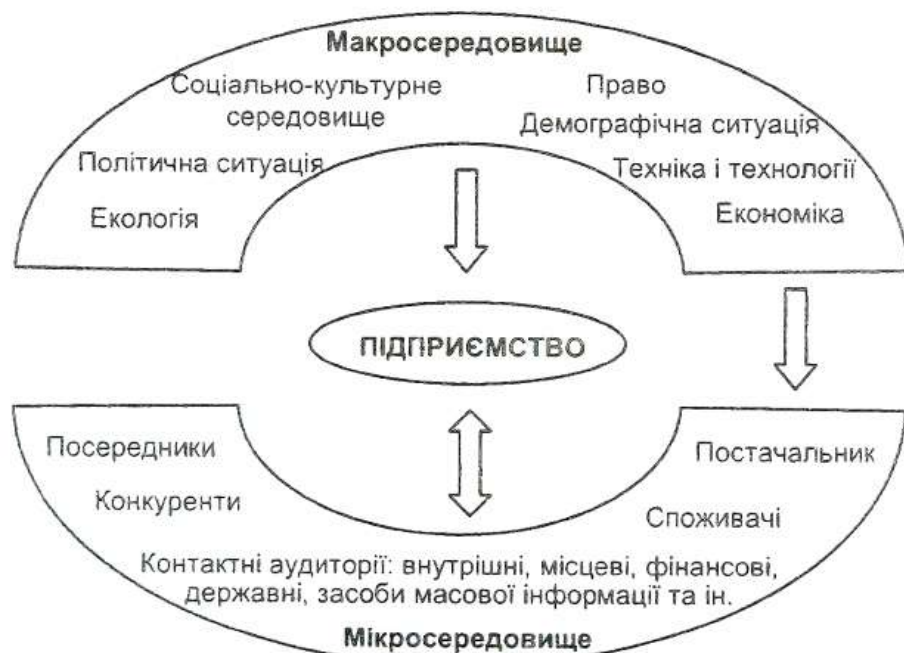 Макросередовище
Соціально-культурне
середовище
Право
Демографічна ситуація
Політична ситуація
Техніка і технології
Екологія
Економіка
ПІДПРИЄМСТВО
Посередники
Постачальник
Конкуренти
Споживачі
Контактні аудиторії: внутрішні, місцеві, фінансові,
державні, засоби масової інформації та ін.
Мікросередовище